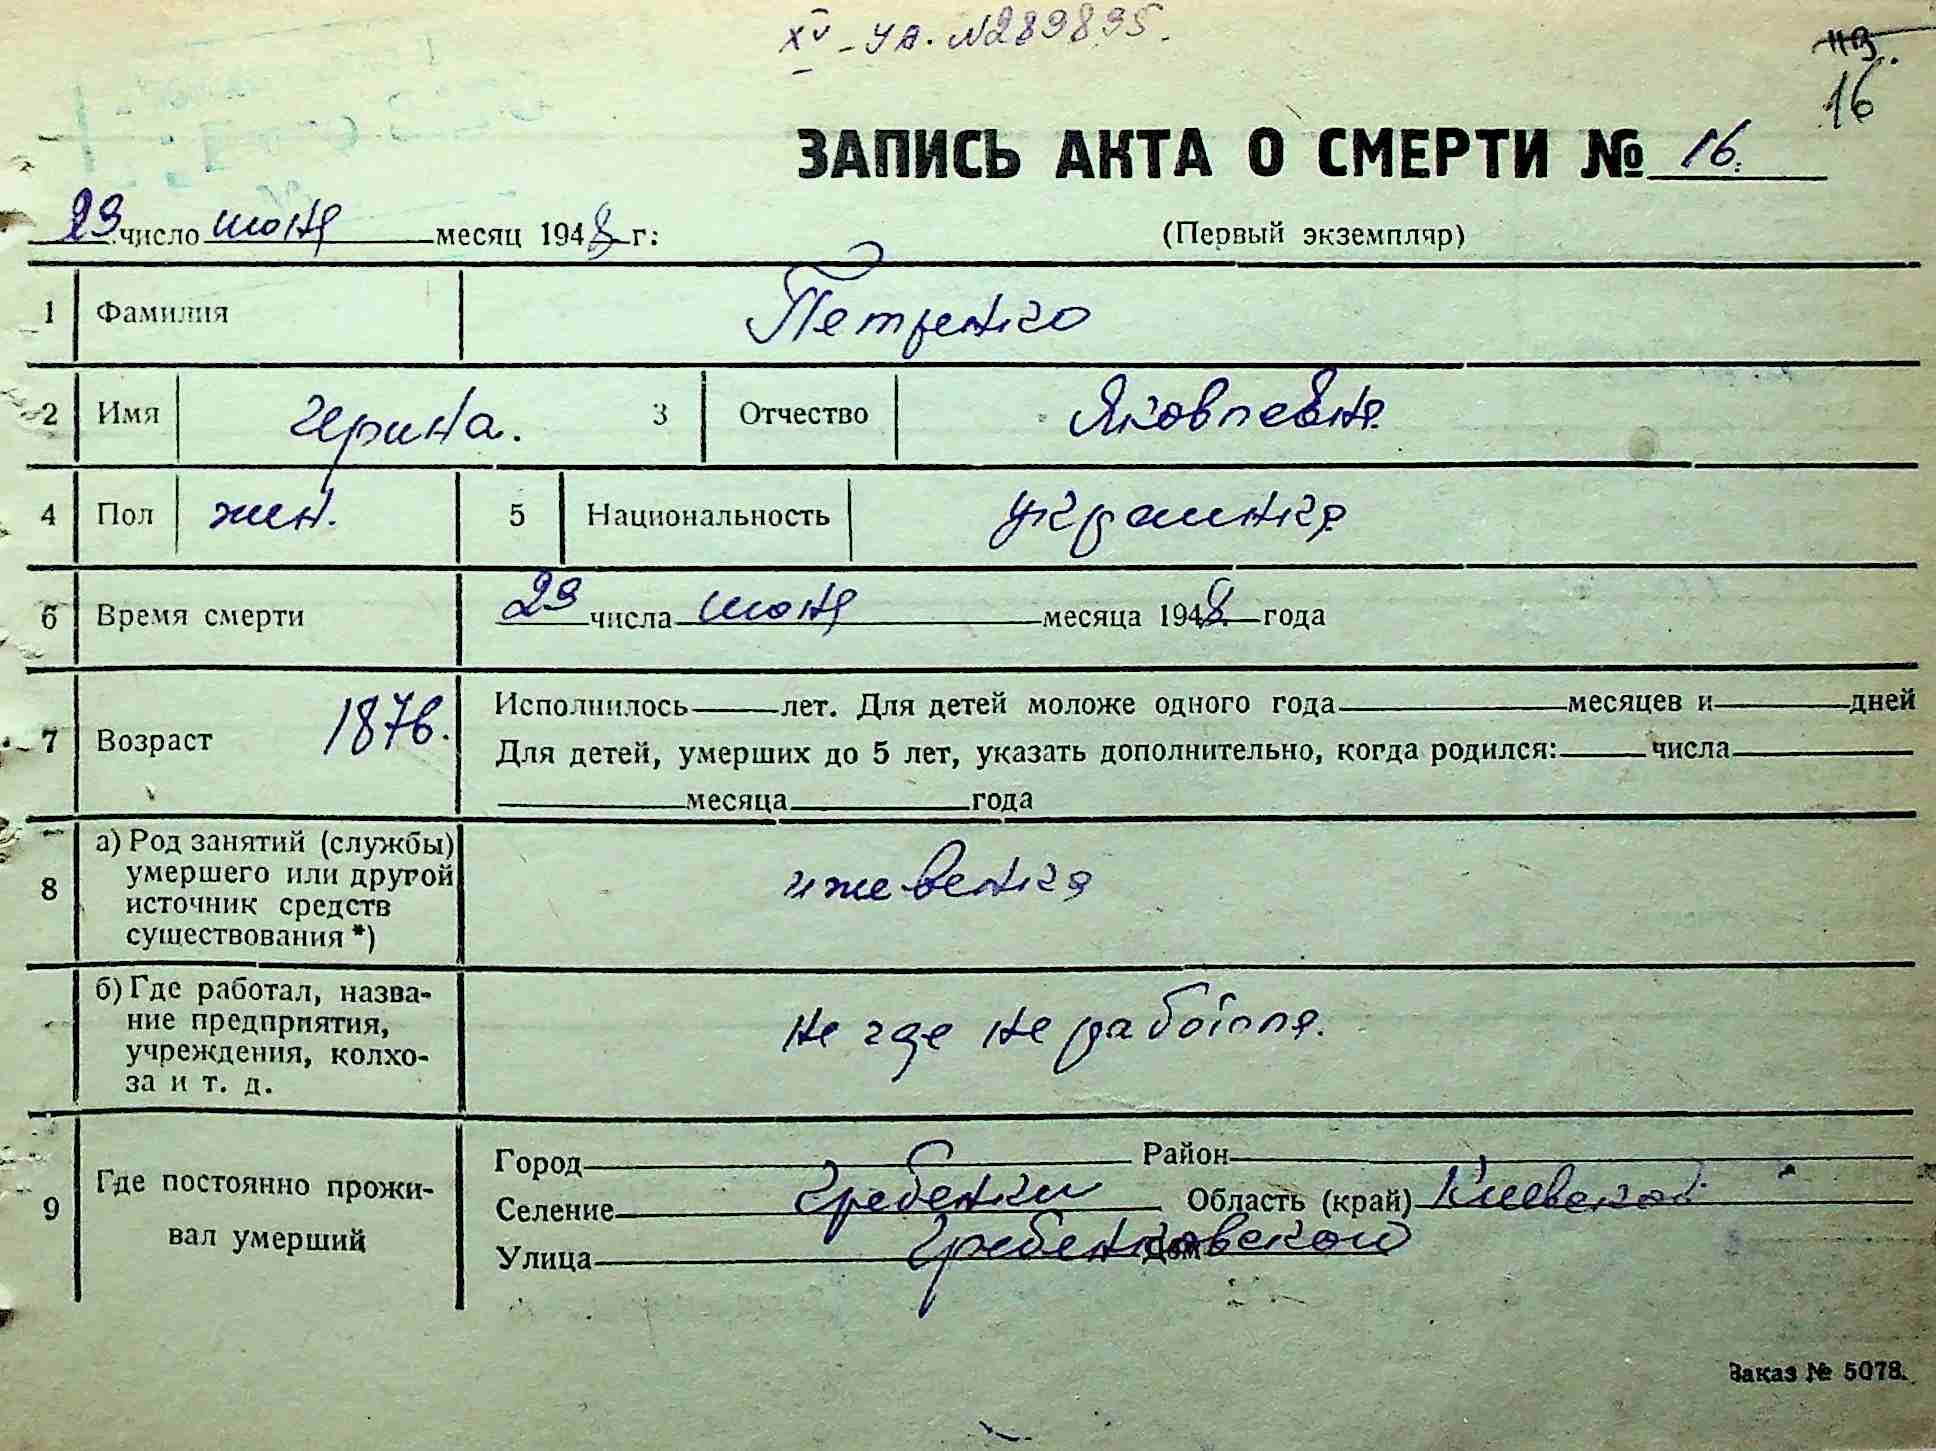 XV - УА. №289895.
113.
16
ЗАПИСЬ АКТА О СМЕРТИ № 16.
29 число июня месяц 1948 г:
(Первый экземпляр)
1 Фамилия Петренко
2 Имя Ирина. 3 Отчество Яковлевна
4 Пол жен. 5 Национальность украинка
6 Время смерти 29 числа июня месяца 1948 года
7 Возраст 1876. Исполнилось лет. Для детей моложе одного года месяцев и дней
Для детей, умерших до 5 лет, указать дополнительно, когда родился: числа
месяца года
8 а) Род занятий (службы) умершего или другой источник средств существования *) ижевенка
б) Где работал, название предприятия, учреждения, колхоза и т. д. не где не работала.
9 Где постоянно проживал умерший
Город Район
Селение Гребенки Область (край) Киевской
Улица Гребенковской Дом
Заказ № 5078.